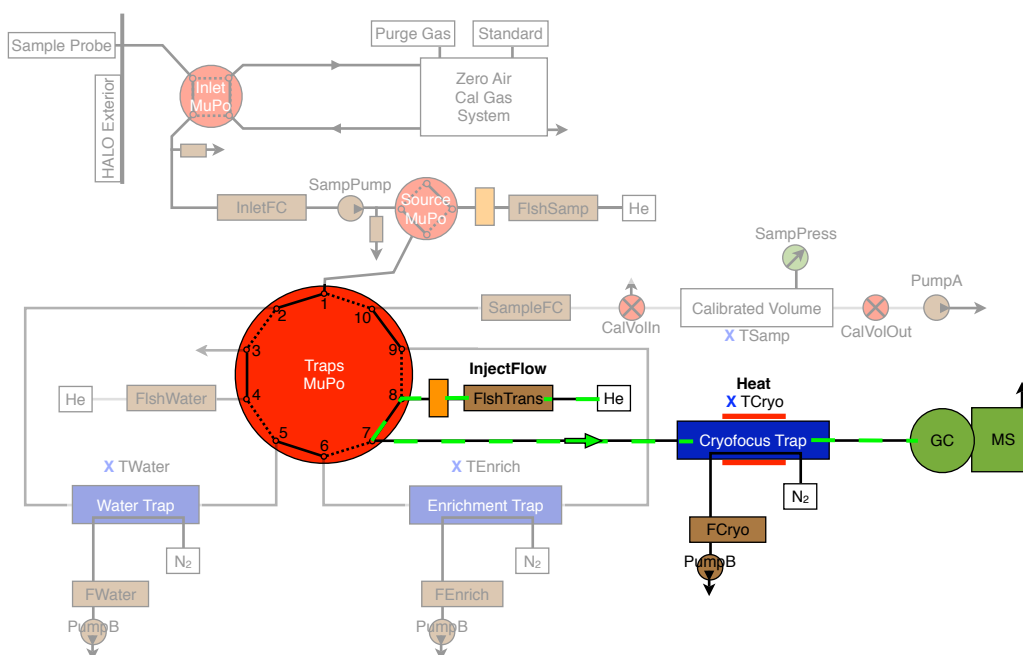 Purge Gas
Standard
Sample Probe
Inlet
MuPo
Zero Air
Cal Gas
System
HALO Exterior
SampPump
InletFC
Source
MuPo
FlshSamp
He
SampPress
PumpA
SampleFC
CalVolIn
Calibrated Volume
CalVolOut
X TSamp
1
2
10
3
9
Traps
MuPo
InjectFlow
He
FlshWater
4
8
FlshTrans
He
Heat
X TCryo
5
6
7
Cryofocus Trap
GC
MS
X TWater
X TEnrich
Water Trap
Enrichment Trap
N2
FCryo
N2
N2
PumpB
FWater
FEnrich
PumpB
PumpB